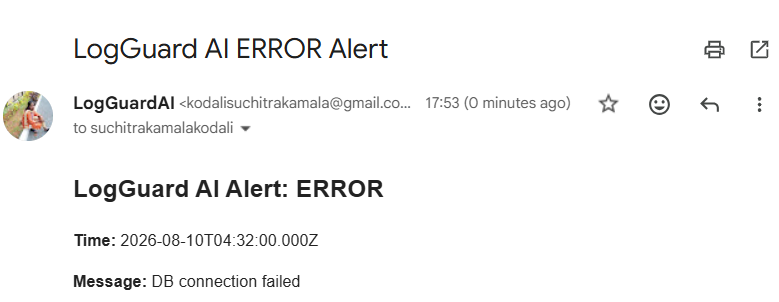 LogGuard AI ERROR Alert
LogGuardAI <kodalisuchitrakamala@gmail.co... 17:53 (0 minutes ago)
to suchitrakamalakodali
LogGuard AI Alert: ERROR
Time: 2026-08-10T04:32:00.000Z
Message: DB connection failed